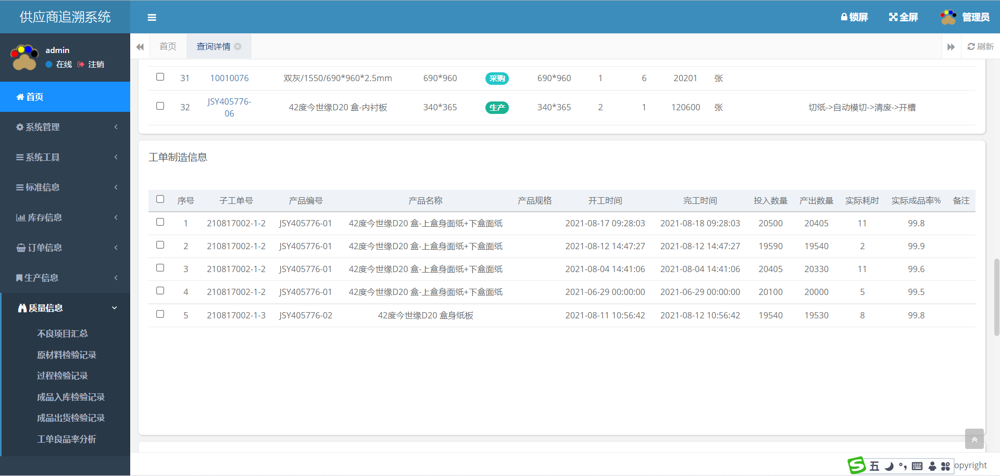 供应商追溯系统
锁屏 全屏 管理员
admin
在线 注销
首页 查询详情 刷新
首页
系统管理
系统工具
标准信息
库存信息
订单信息
生产信息
质量信息
不良项目汇总
原材料检验记录
过程检验记录
成品入库检验记录
成品出货检验记录
工单良品率分析
31 10010076 双灰/1550/690*960*2.5mm 690*960 采购 690*960 1 6 20201 张
32 JSY405776-06 42度今世缘D20 盒-内衬板 340*365 生产 340*365 2 1 120600 张 切纸->自动模切->清废->开槽
工单制造信息
序号 子工单号 产品编号 产品名称 产品规格 开工时间 完工时间 投入数量 产出数量 实际耗时 实际成品率% 备注
1 210817002-1-2 JSY405776-01 42度今世缘D20 盒-上盒身面纸+下盒面纸 2021-08-17 09:28:03 2021-08-18 09:28:03 20500 20405 11 99.8
2 210817002-1-2 JSY405776-01 42度今世缘D20 盒-上盒身面纸+下盒面纸 2021-08-12 14:47:27 2021-08-12 14:47:27 19590 19540 2 99.9
3 210817002-1-2 JSY405776-01 42度今世缘D20 盒-上盒身面纸+下盒面纸 2021-08-04 14:41:06 2021-08-04 14:41:06 20405 20330 11 99.6
4 210817002-1-2 JSY405776-01 42度今世缘D20 盒-上盒身面纸+下盒面纸 2021-06-29 00:00:00 2021-06-29 00:00:00 20100 20000 5 99.5
5 210817002-1-3 JSY405776-02 42度今世缘D20 盒身纸板 2021-08-11 10:56:42 2021-08-12 10:56:42 19540 19530 8 99.8
五 opyright